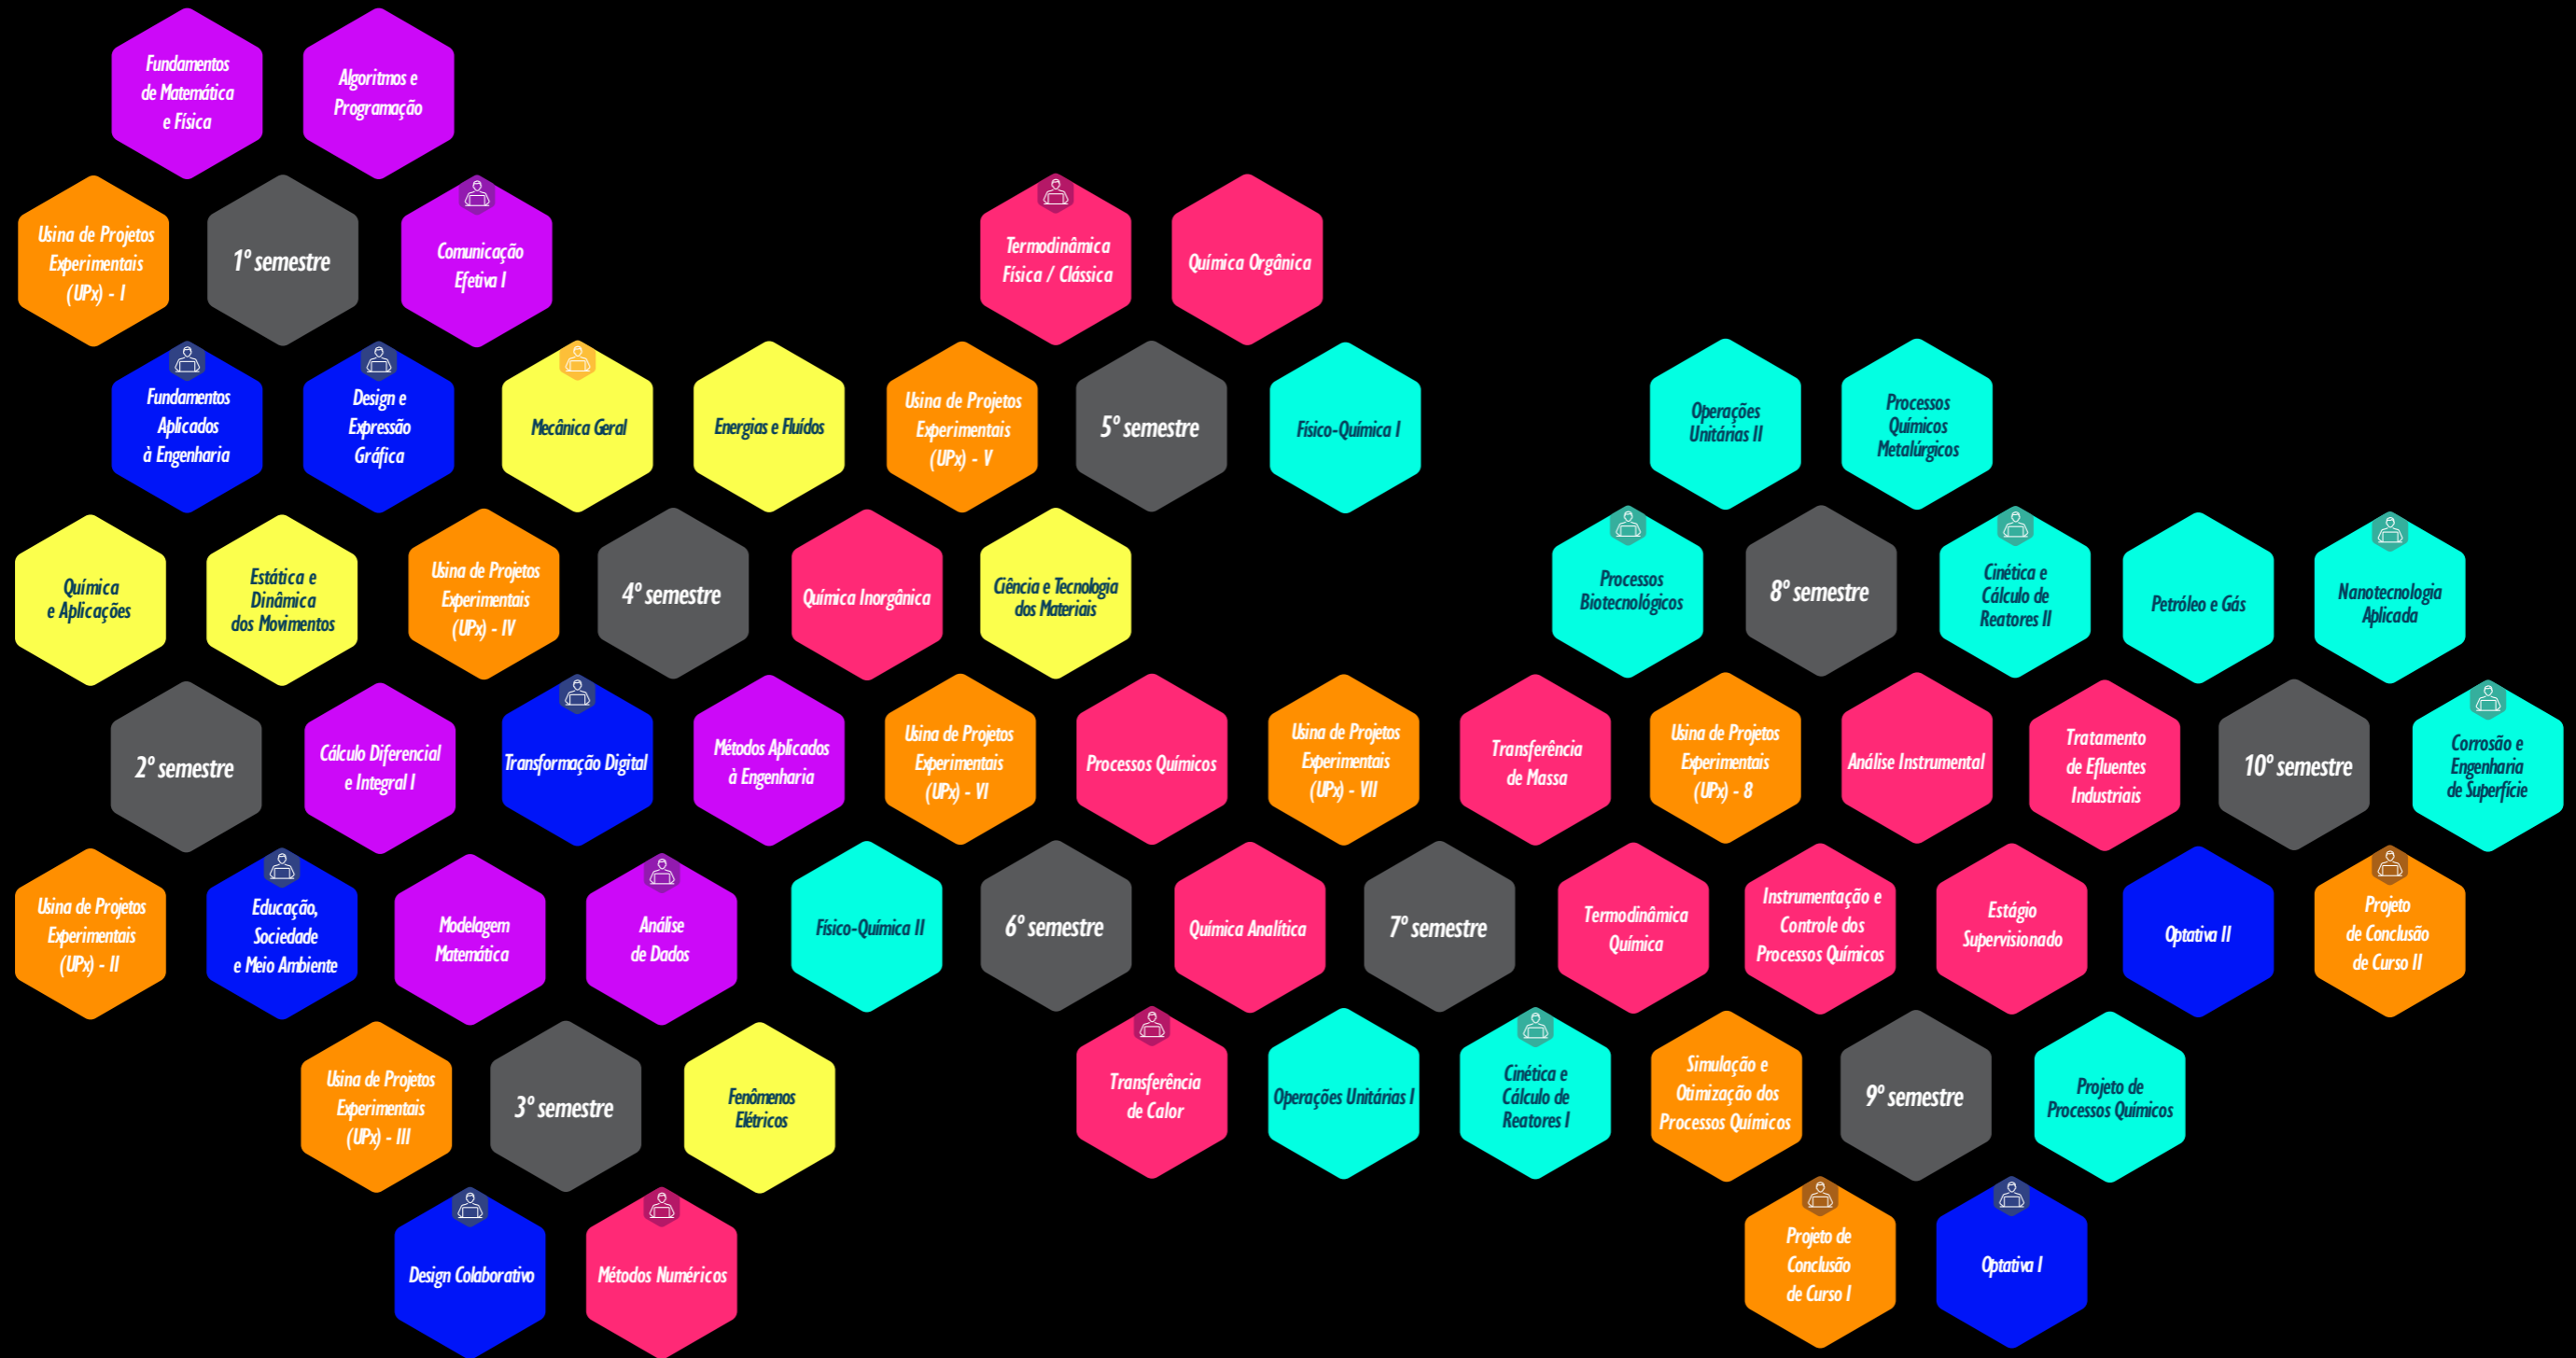 Fundamentos
de Matemática
e Física
Algoritmos e
Programação
Usina de Projetos
Experimentais
(UPx) - I
1º semestre
Comunicação
Efetiva I
Termodinâmica
Física / Clássica
Química Orgânica
Fundamentos
Aplicados
à Engenharia
Design e
Expressão
Gráfica
Mecânica Geral
Energias e Fluídos
Usina de Projetos
Experimentais
(UPx) - V
5º semestre
Físico-Química I
Operações
Unitárias II
Processos
Químicos
Metalúrgicos
Química
e Aplicações
Estática e
Dinâmica
dos Movimentos
Usina de Projetos
Experimentais
(UPx) - IV
4º semestre
Química Inorgânica
Ciência e Tecnologia
dos Materiais
Processos
Biotecnológicos
8º semestre
Cinética e
Cálculo de
Reatores II
Petróleo e Gás
Nanotecnologia
Aplicada
2º semestre
Cálculo Diferencial
e Integral I
Transformação Digital
Métodos Aplicados
à Engenharia
Usina de Projetos
Experimentais
(UPx) - VI
Processos Químicos
Usina de Projetos
Experimentais
(UPx) - VII
Transferência
de Massa
Usina de Projetos
Experimentais
(UPx) - 8
Análise Instrumental
Tratamento
de Efluentes
Industriais
10º semestre
Corrosão e
Engenharia
de Superfície
Usina de Projetos
Experimentais
(UPx) - II
Educação,
Sociedade
e Meio Ambiente
Modelagem
Matemática
Análise
de Dados
Físico-Química II
6º semestre
Química Analítica
7º semestre
Termodinâmica
Química
Instrumentação e
Controle dos
Processos Químicos
Estágio
Supervisionado
Optativa II
Projeto
de Conclusão
de Curso II
Usina de Projetos
Experimentais
(UPx) - III
3º semestre
Fenômenos
Elétricos
Transferência
de Calor
Operações Unitárias I
Cinética e
Cálculo de
Reatores I
Simulação e
Otimização dos
Processos Químicos
9º semestre
Projeto de
Processos Químicos
Design Colaborativo
Métodos Numéricos
Projeto de
Conclusão
de Curso I
Optativa I